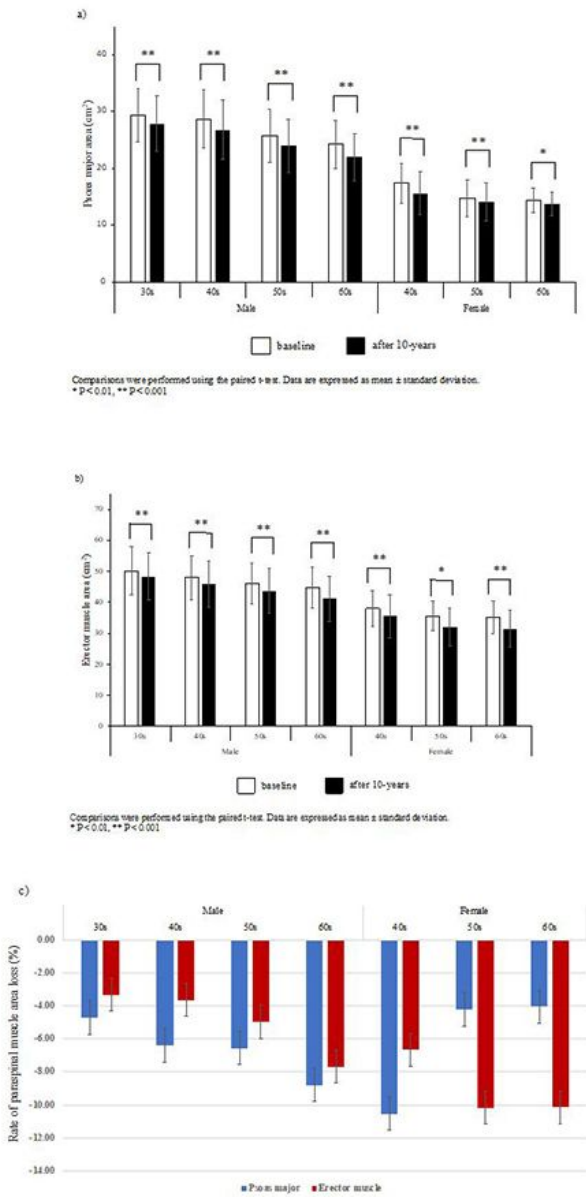 a)
Psoas major area (cm²)
40
30
20
10
0
** ** ** ** ** ** *
30s 40s 50s 60s 40s 50s 60s
Male Female
baseline after 10-years
Comparisons were performed using the paired t-test. Data are expressed as mean ± standard deviation.
* P<0.01, ** P<0.001
b)
Erector muscle area (cm²)
70
60
50
40
30
20
10
0
** ** ** ** ** * **
30s 40s 50s 60s 40s 50s 60s
Male Female
baseline after 10-years
Comparisons were performed using the paired t-test. Data are expressed as mean ± standard deviation.
* P<0.01, ** P<0.001
c)
Male Female
30s 40s 50s 60s 40s 50s 60s
Rate of paraspinal muscle area loss (%)
0.00
-2.00
-4.00
-6.00
-8.00
-10.00
-12.00
-14.00
Psoas major Erector muscle